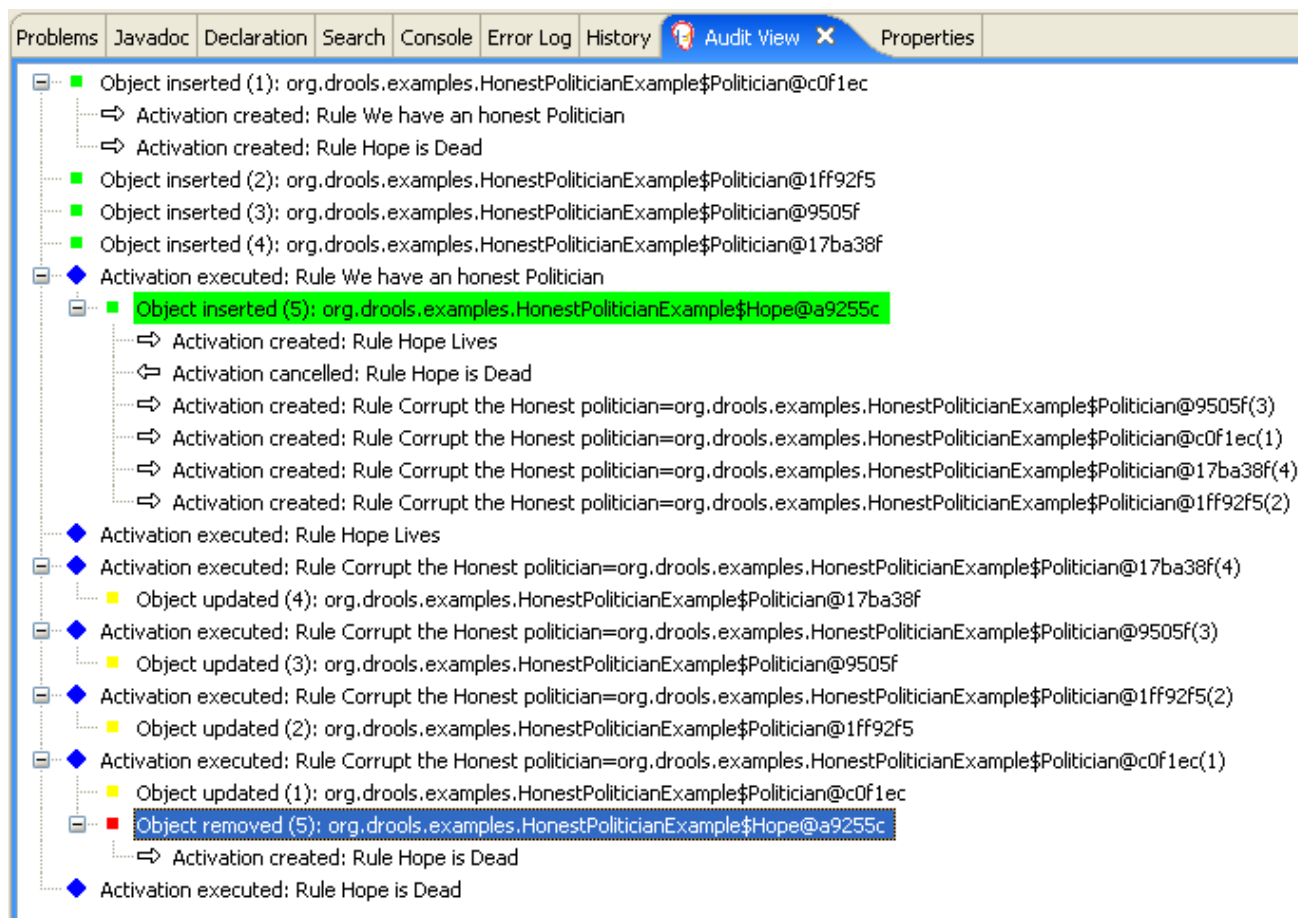 Problems Javadoc Declaration Search Console Error Log History Audit View Properties
Object inserted (1): org.drools.examples.HonestPoliticianExample$Politician@c0f1ec
Activation created: Rule We have an honest Politician
Activation created: Rule Hope is Dead
Object inserted (2): org.drools.examples.HonestPoliticianExample$Politician@1ff92f5
Object inserted (3): org.drools.examples.HonestPoliticianExample$Politician@9505f
Object inserted (4): org.drools.examples.HonestPoliticianExample$Politician@17ba38f
Activation executed: Rule We have an honest Politician
Object inserted (5): org.drools.examples.HonestPoliticianExample$Hope@a9255c
Activation created: Rule Hope Lives
Activation cancelled: Rule Hope is Dead
Activation created: Rule Corrupt the Honest politician=org.drools.examples.HonestPoliticianExample$Politician@9505f(3)
Activation created: Rule Corrupt the Honest politician=org.drools.examples.HonestPoliticianExample$Politician@c0f1ec(1)
Activation created: Rule Corrupt the Honest politician=org.drools.examples.HonestPoliticianExample$Politician@17ba38f(4)
Activation created: Rule Corrupt the Honest politician=org.drools.examples.HonestPoliticianExample$Politician@1ff92f5(2)
Activation executed: Rule Hope Lives
Activation executed: Rule Corrupt the Honest politician=org.drools.examples.HonestPoliticianExample$Politician@17ba38f(4)
Object updated (4): org.drools.examples.HonestPoliticianExample$Politician@17ba38f
Activation executed: Rule Corrupt the Honest politician=org.drools.examples.HonestPoliticianExample$Politician@9505f(3)
Object updated (3): org.drools.examples.HonestPoliticianExample$Politician@9505f
Activation executed: Rule Corrupt the Honest politician=org.drools.examples.HonestPoliticianExample$Politician@1ff92f5(2)
Object updated (2): org.drools.examples.HonestPoliticianExample$Politician@1ff92f5
Activation executed: Rule Corrupt the Honest politician=org.drools.examples.HonestPoliticianExample$Politician@c0f1ec(1)
Object updated (1): org.drools.examples.HonestPoliticianExample$Politician@c0f1ec
Object removed (5): org.drools.examples.HonestPoliticianExample$Hope@a9255c
Activation created: Rule Hope is Dead
Activation executed: Rule Hope is Dead